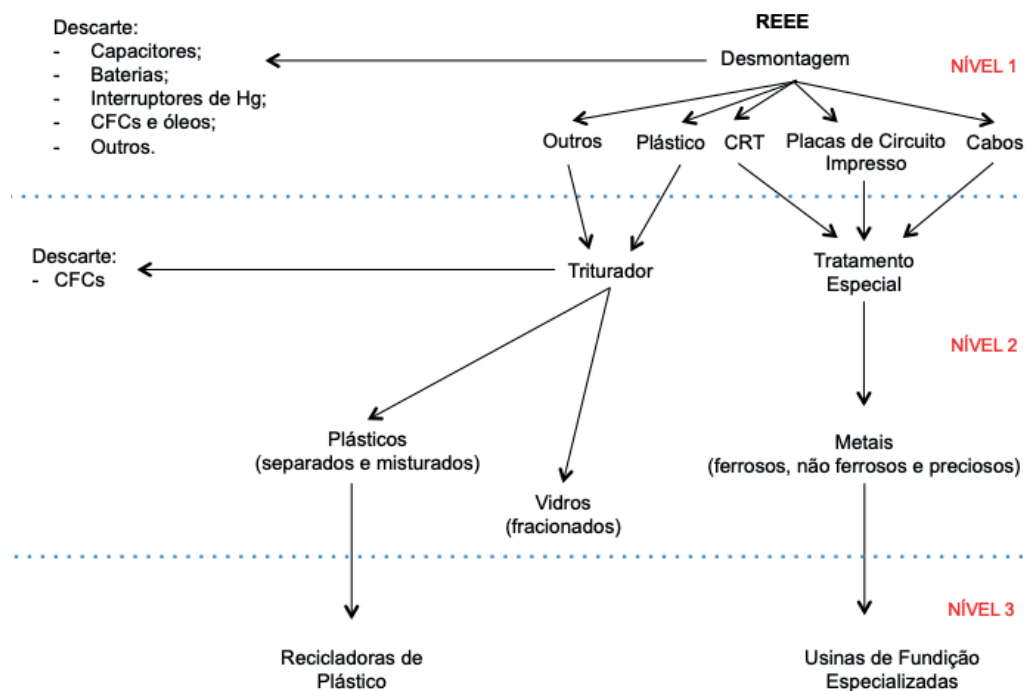 REEE
Descarte:
- Capacitores;
- Baterias;
- Interruptores de Hg;
- CFCs e óleos;
- Outros.
Desmontagem
NÍVEL 1
Outros
Plástico
CRT
Placas de Circuito
Impresso
Cabos
Descarte:
- CFCs
Triturador
Tratamento
Especial
NÍVEL 2
Plásticos
(separados e misturados)
Vidros
(fracionados)
Metais
(ferrosos, não ferrosos e preciosos)
NÍVEL 3
Recicladoras de
Plástico
Usinas de Fundição
Especializadas